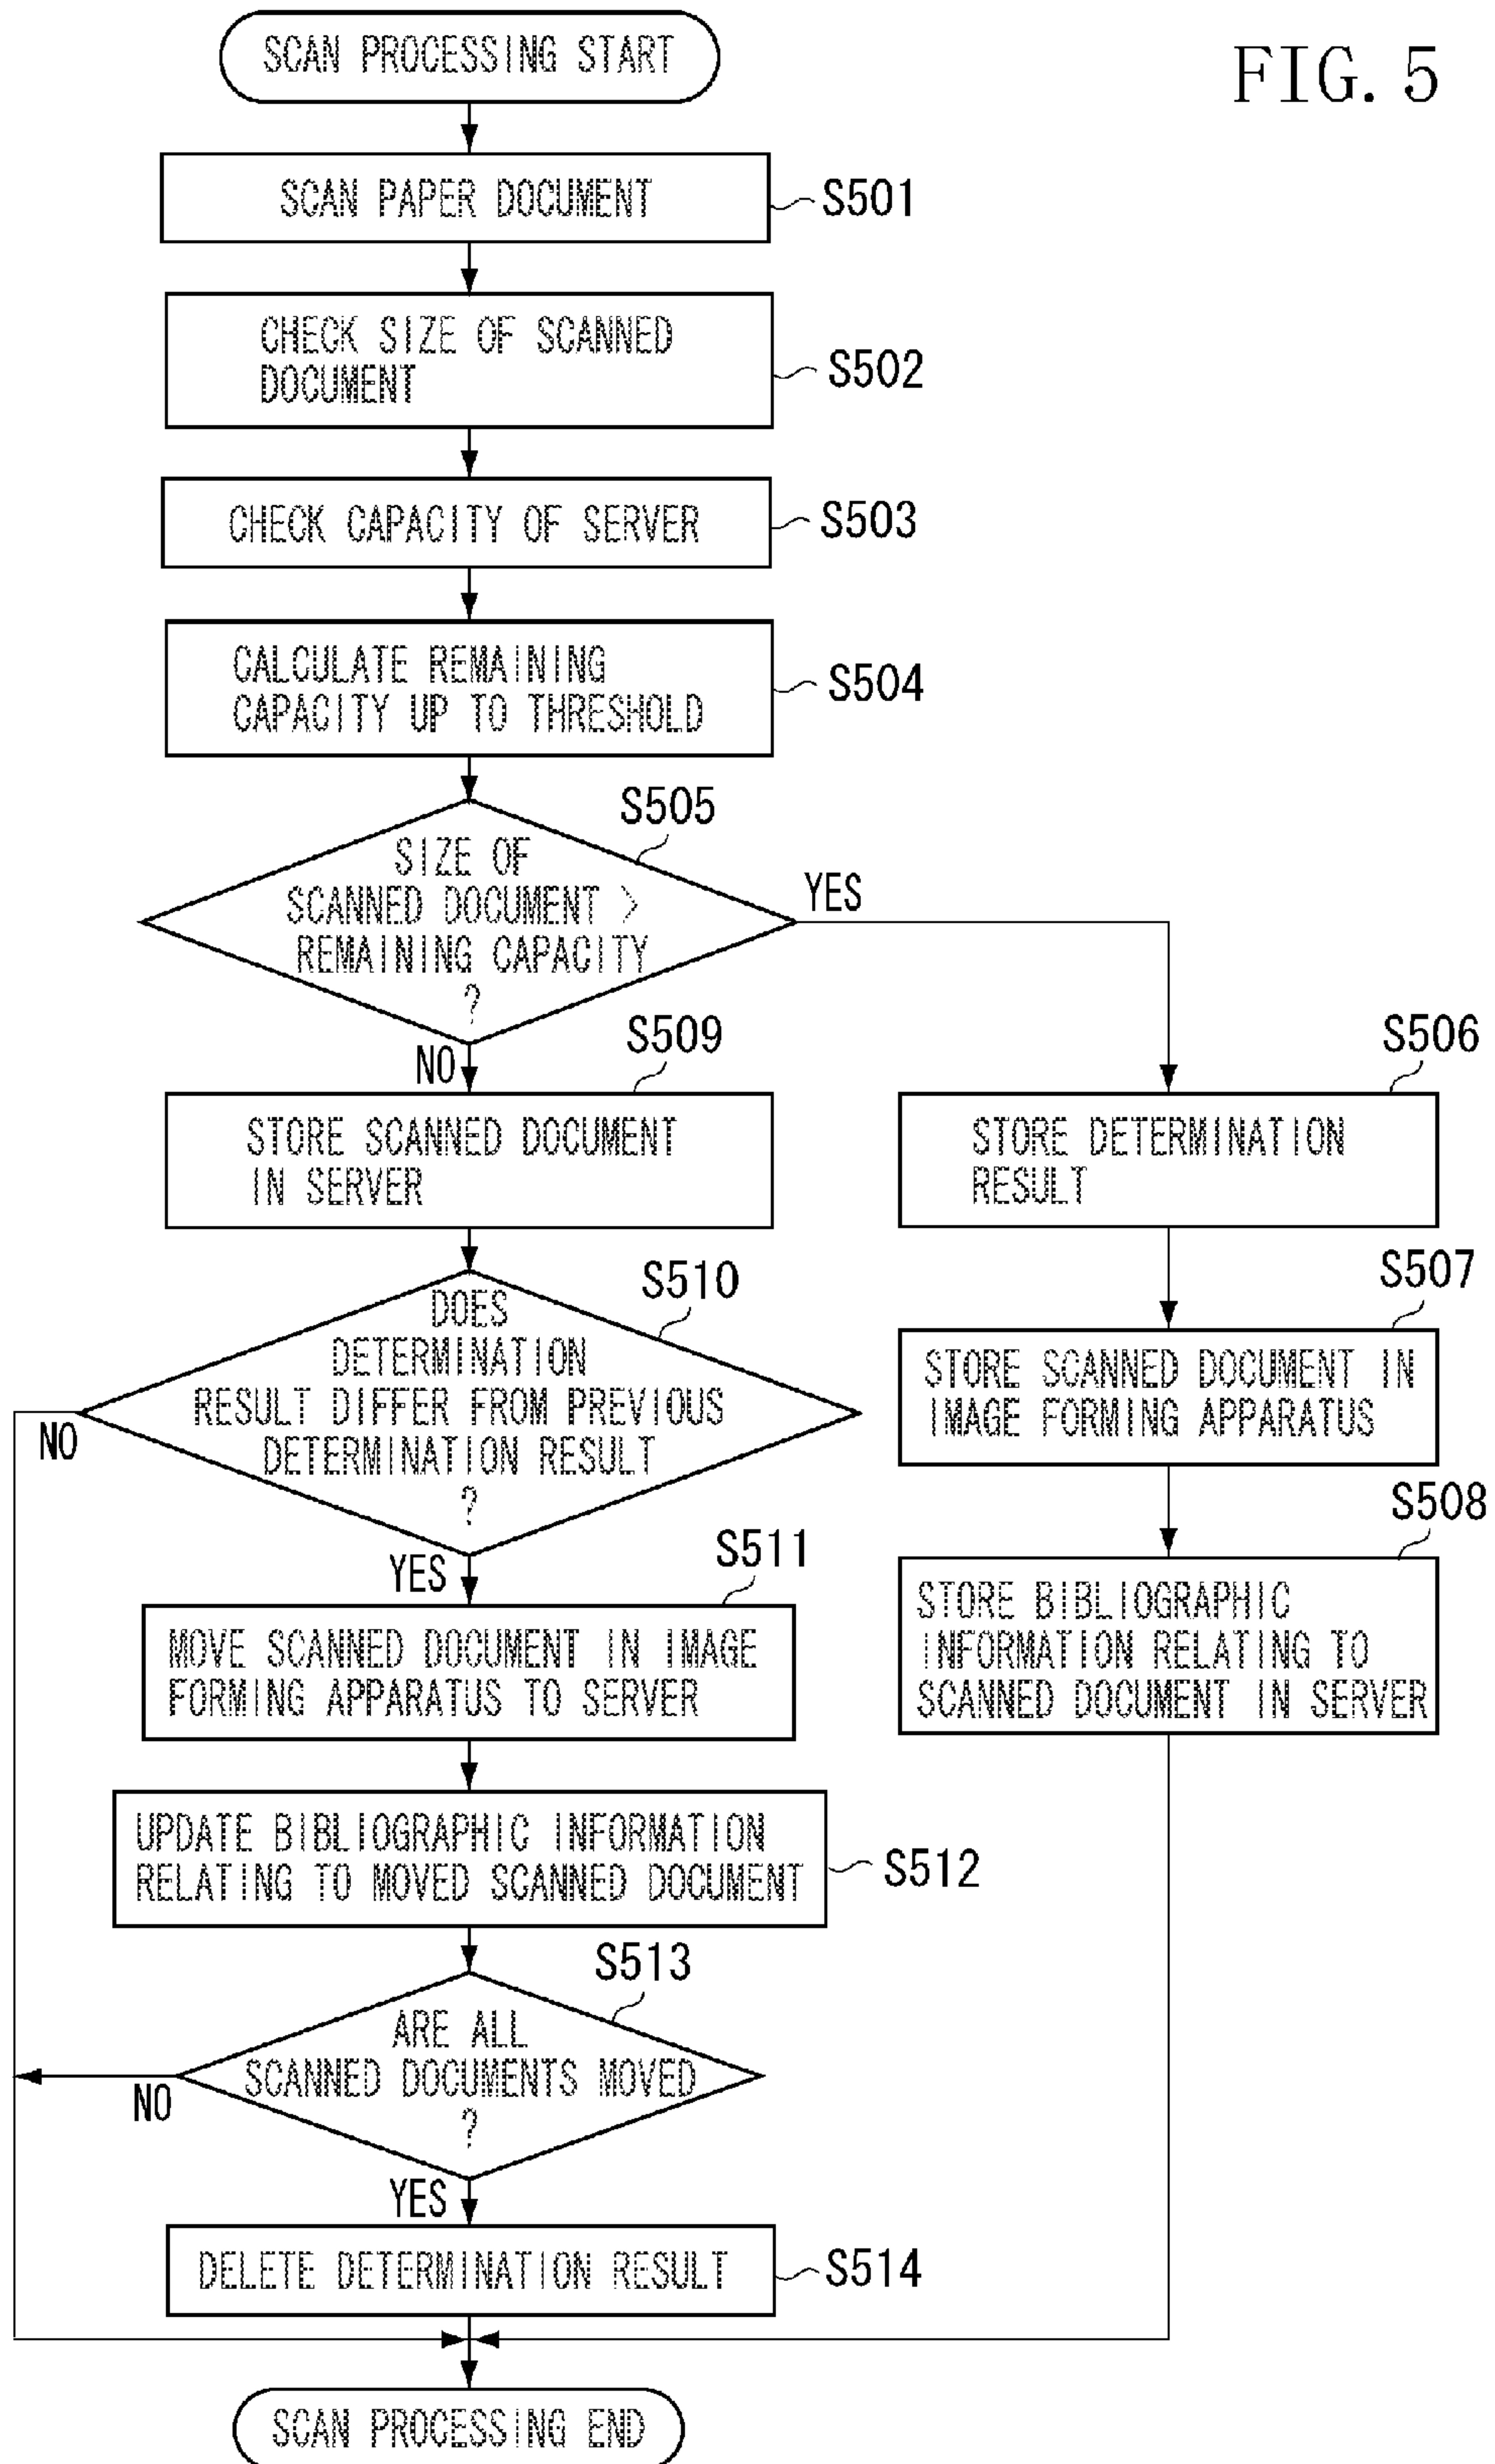 FIG. 5
SCAN PROCESSING START
SCAN PAPER DOCUMENT
S501
CHECK SIZE OF SCANNED
DOCUMENT
S502
CHECK CAPACITY OF SERVER
S503
CALCULATE REMAINING
CAPACITY UP TO THRESHOLD
S504
S505
SIZE OF
SCANNED DOCUMENT >
REMAINING CAPACITY
?
YES
NO
S509
STORE SCANNED DOCUMENT
IN SERVER
S506
STORE DETERMINATION
RESULT
S507
STORE SCANNED DOCUMENT IN
IMAGE FORMING APPARATUS
S508
STORE BIBLIOGRAPHIC
INFORMATION RELATING TO
SCANNED DOCUMENT IN SERVER
S510
DOES
DETERMINATION
RESULT DIFFER FROM PREVIOUS
DETERMINATION RESULT
?
NO
YES
S511
MOVE SCANNED DOCUMENT IN IMAGE
FORMING APPARATUS TO SERVER
UPDATE BIBLIOGRAPHIC INFORMATION
RELATING TO MOVED SCANNED DOCUMENT
S512
S513
ARE ALL
SCANNED DOCUMENTS MOVED
?
NO
YES
DELETE DETERMINATION RESULT
S514
SCAN PROCESSING END